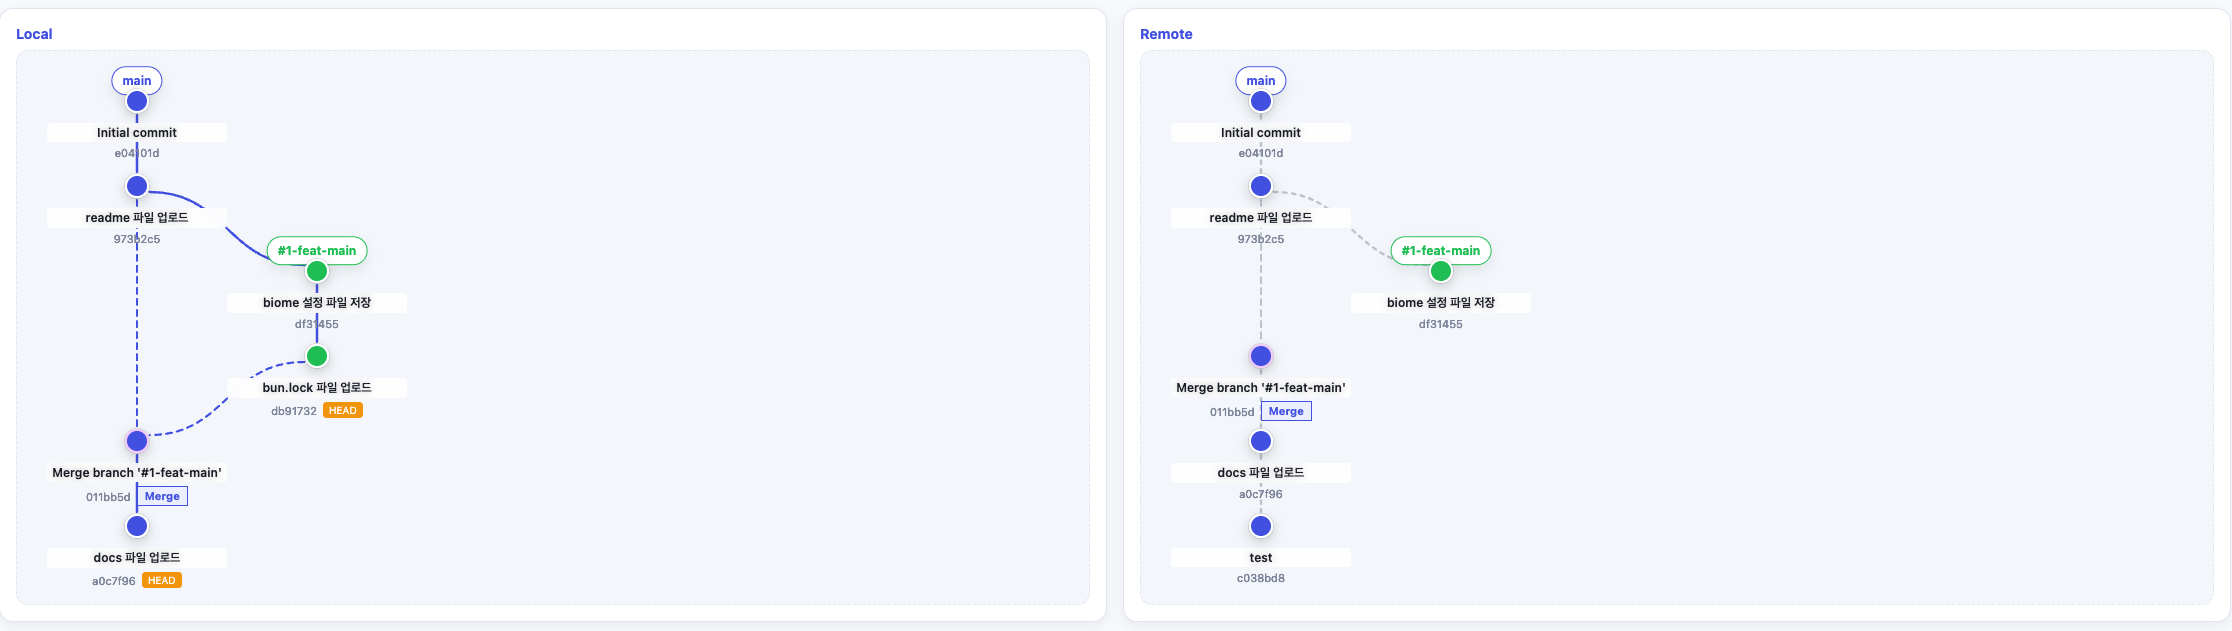 Local
main
Initial commit
e04101d
readme 파일 업로드
973b2c5
#1-feat-main
biome 설정 파일 저장
df31455
bun.lock 파일 업로드
db91732 HEAD
Merge branch '#1-feat-main'
011bb5d Merge
docs 파일 업로드
a0c7f96 HEAD
Remote
main
Initial commit
e04101d
readme 파일 업로드
973b2c5
#1-feat-main
biome 설정 파일 저장
df31455
Merge branch '#1-feat-main'
011bb5d Merge
docs 파일 업로드
a0c7f96
test
c038bd8